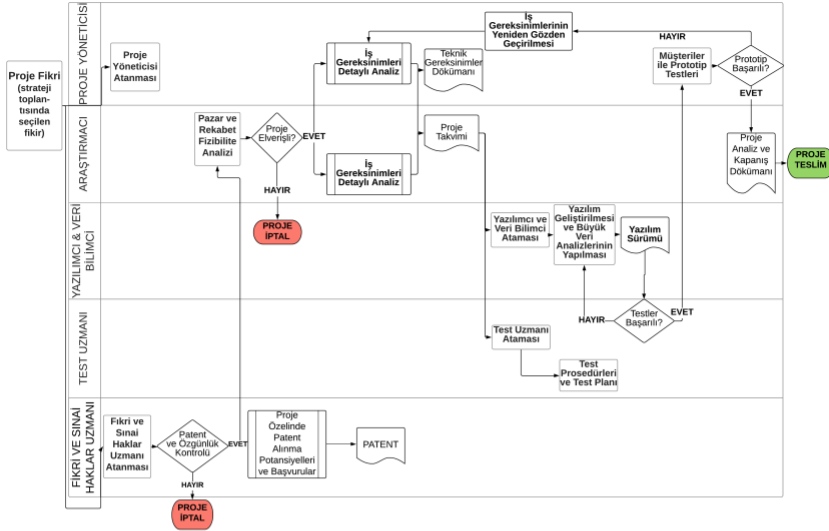 PROJE YÖNETİCİSİ
Proje Fikri
(strateji
toplan-
tısında
seçilen
fikir)
Proje
Yöneticisi
Atanması
İş
Gereksinimleri
Detaylı Analiz
Teknik
Gereksinimler
Dökümanı
İş
Gereksinimlerinin
Yeniden Gözden
Geçirilmesi
HAYIR
Müşteriler
ile Prototip
Testleri
Prototip
Başarılı?
EVET
ARAŞTIRMACI
Pazar ve
Rekabet
Fizibilite
Analizi
Proje
Elverişli?
EVET
HAYIR
PROJE
İPTAL
İş
Gereksinimleri
Detaylı Analiz
Proje
Takvimi
Proje
Analiz ve
Kapanış
Dökümanı
PROJE
TESLİM
YAZILIMCI & VERİ
BİLİMCİ
Yazılımcı ve
Veri Bilimci
Ataması
Yazılım
Geliştirilmesi
ve Büyük
Veri
Analizlerinin
Yapılması
Yazılım
Sürümü
TEST UZMANI
HAYIR
Testler
Başarılı?
EVET
Test Uzmanı
Ataması
Test
Prosedürleri
ve Test Planı
FİKRİ VE SINAİ
HAKLAR UZMANI
Fıkri ve
Sınai
Haklar
Uzmanı
Atanması
Patent
ve Özgünlük
Kontrolü
EVET
HAYIR
PROJE
İPTAL
Proje
Özelinde
Patent
Alınma
Potansiyelleri
ve Başvurular
PATENT